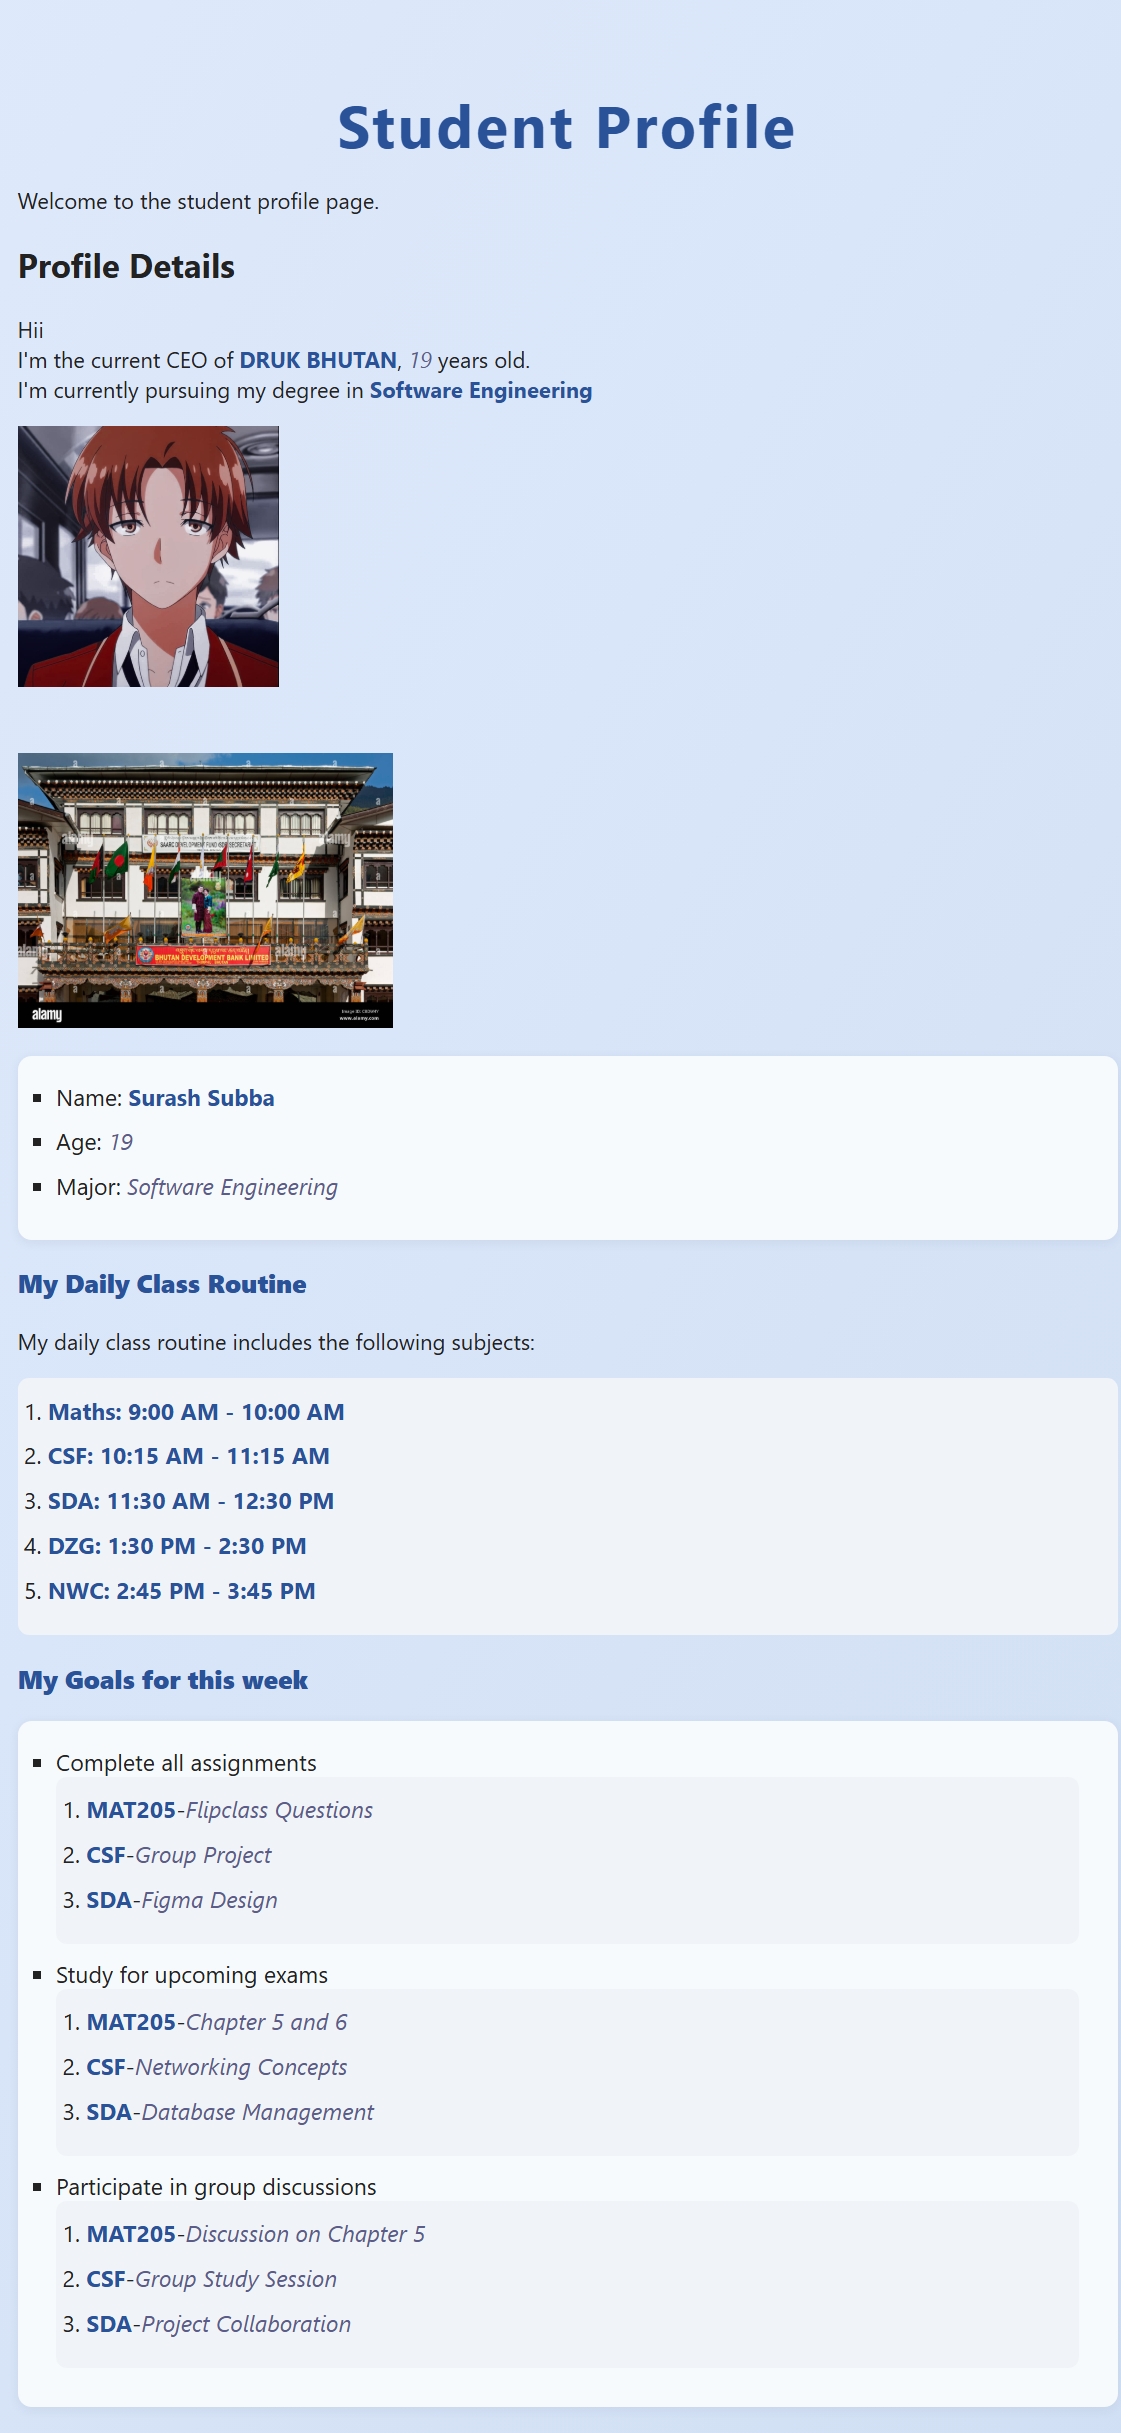 Student Profile
Welcome to the student profile page.
Profile Details
Hii
I'm the current CEO of DRUK BHUTAN, 19 years old.
I'm currently pursuing my degree in Software Engineering
SAARC DEVELOPMENT FUND (SDF) SECRETARIAT
BHUTAN DEVELOPMENT BANK LIMITED
alamy
alamy
alamy
alamy
alamy
www.alamy.com
▪ Name: Surash Subba
▪ Age: 19
▪ Major: Software Engineering
My Daily Class Routine
My daily class routine includes the following subjects:
1. Maths: 9:00 AM - 10:00 AM
2. CSF: 10:15 AM - 11:15 AM
3. SDA: 11:30 AM - 12:30 PM
4. DZG: 1:30 PM - 2:30 PM
5. NWC: 2:45 PM - 3:45 PM
My Goals for this week
▪ Complete all assignments
1. MAT205-Flipclass Questions
2. CSF-Group Project
3. SDA-Figma Design
▪ Study for upcoming exams
1. MAT205-Chapter 5 and 6
2. CSF-Networking Concepts
3. SDA-Database Management
▪ Participate in group discussions
1. MAT205-Discussion on Chapter 5
2. CSF-Group Study Session
3. SDA-Project Collaboration